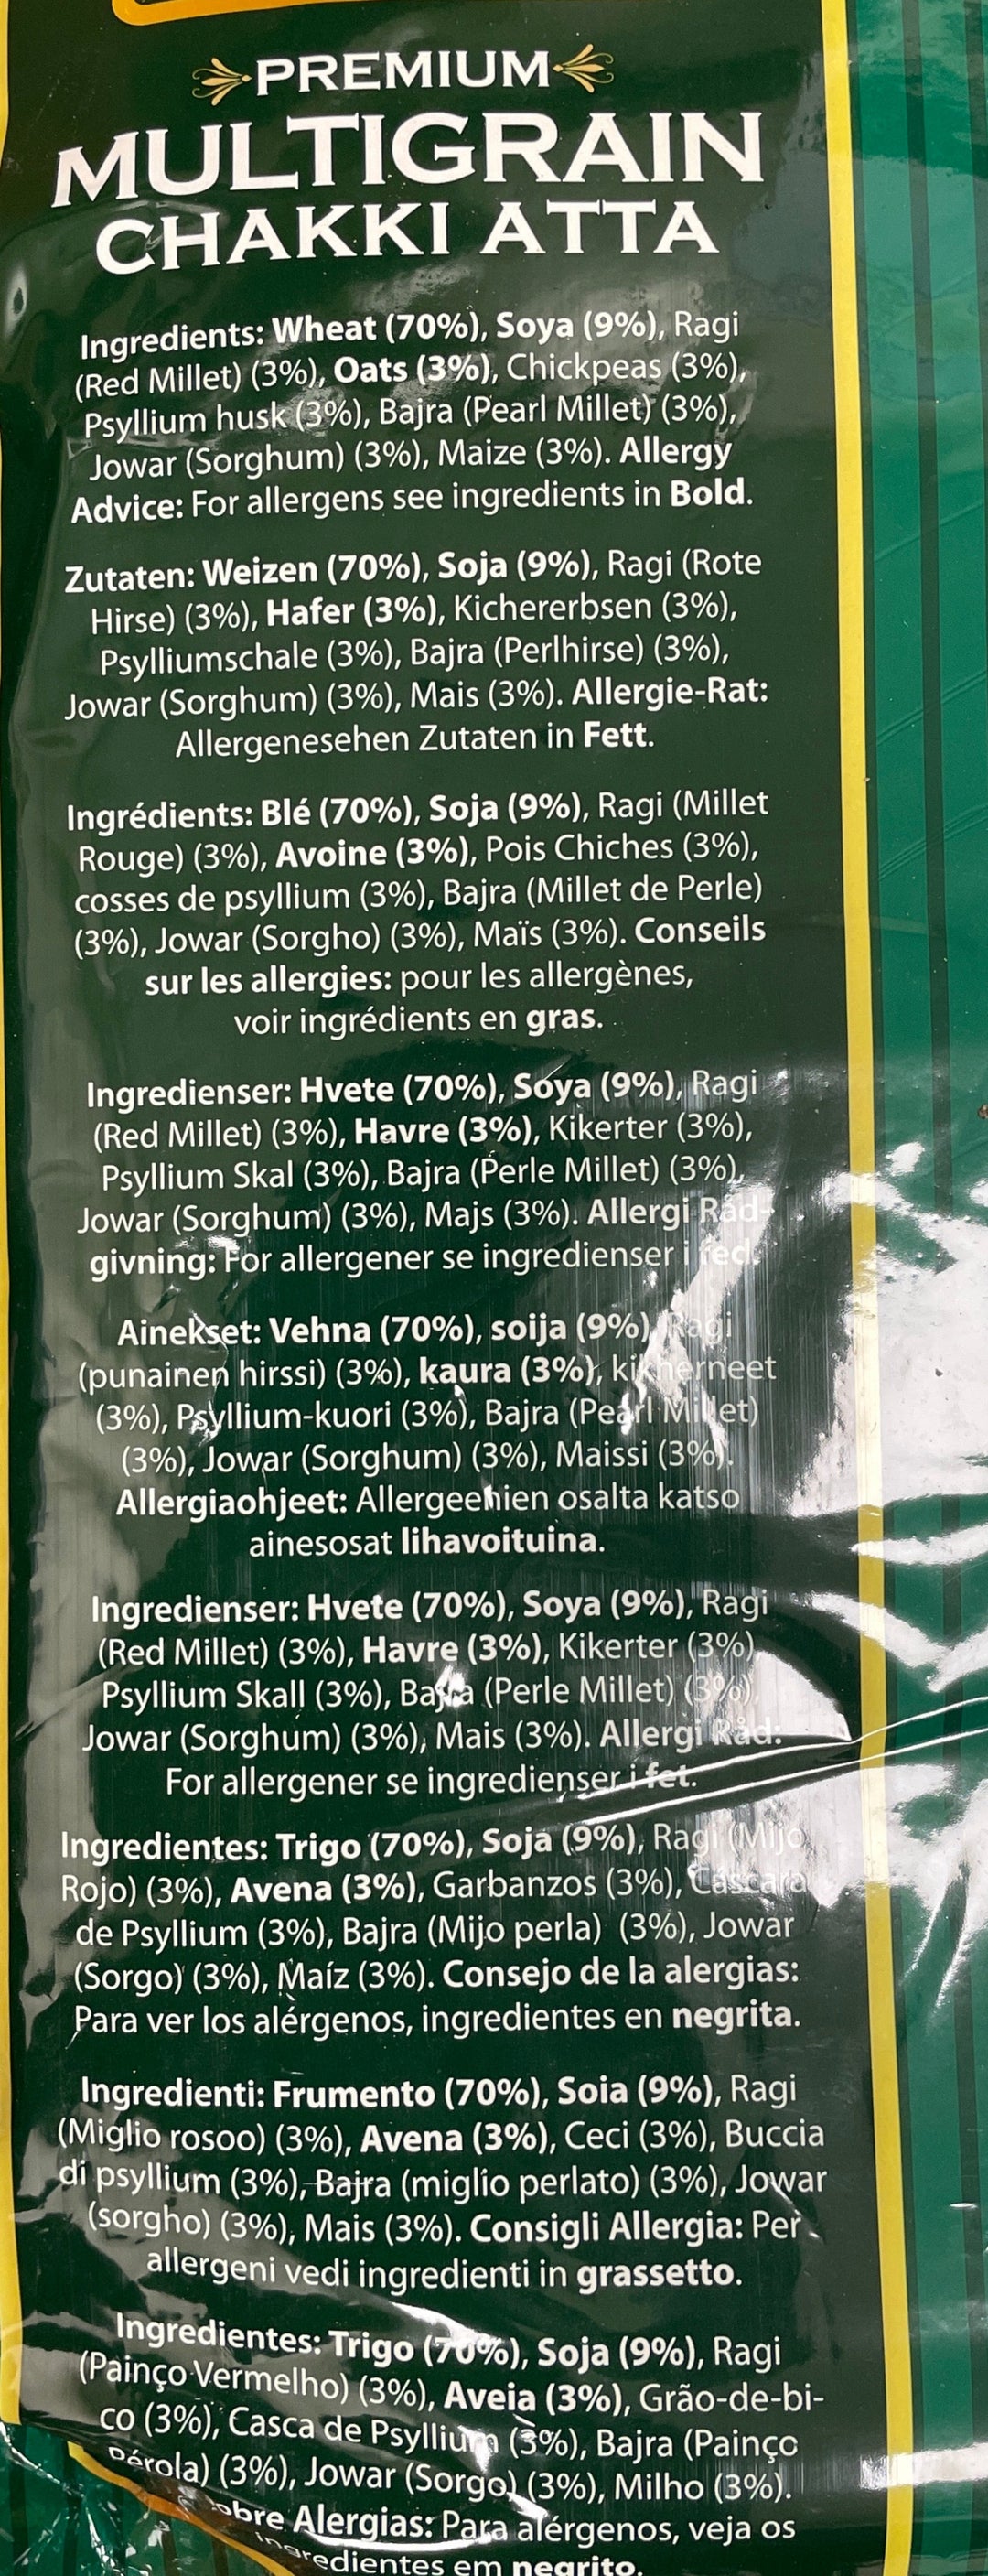 PREMIUM
MULTIGRAIN
CHAKKI ATTA
Ingredients: Wheat (70%), Soya (9%), Ragi
(Red Millet) (3%), Oats (3%), Chickpeas (3%),
Psyllium husk (3%), Bajra (Pearl Millet) (3%),
Jowar (Sorghum) (3%), Maize (3%). Allergy
Advice: For allergens see ingredients in Bold.
Zutaten: Weizen (70%), Soja (9%), Ragi (Rote
Hirse) (3%), Hafer (3%), Kichererbsen (3%),
Psylliumschale (3%), Bajra (Perlhirse) (3%),
Jowar (Sorghum) (3%), Mais (3%). Allergie-Rat:
Allergenesehen Zutaten in Fett.
Ingrédients: Blé (70%), Soja (9%), Ragi (Millet
Rouge) (3%), Avoine (3%), Pois Chiches (3%),
cosses de psyllium (3%), Bajra (Millet de Perle)
(3%), Jowar (Sorgho) (3%), Maïs (3%). Conseils
sur les allergies: pour les allergènes,
voir ingrédients en gras.
Ingredienser: Hvete (70%), Soya (9%), Ragi
(Red Millet) (3%), Havre (3%), Kikerter (3%),
Psyllium Skal (3%), Bajra (Perle Millet) (3%),
Jowar (Sorghum) (3%), Majs (3%). Allergi Råd-
givning: For allergener se ingredienser i fed.
Ainekset: Vehna (70%), soija (9%), Ragi
(punainen hirssi) (3%), kaura (3%), kikherneet
(3%), Psyllium-kuori (3%), Bajra (Pearl Millet)
(3%), Jowar (Sorghum) (3%), Maissi (3%).
Allergiaohjeet: Allergeehien osalta katso
ainesosat lihavoituina.
Ingredienser: Hvete (70%), Soya (9%), Ragi
(Red Millet) (3%), Havre (3%), Kikerter (3%),
Psyllium Skall (3%), Bajra (Perle Millet) (3%),
Jowar (Sorghum) (3%), Mais (3%). Allergi Råd:
For allergener se ingredienser i fet.
Ingredientes: Trigo (70%), Soja (9%), Ragi (Mijo
Rojo) (3%), Avena (3%), Garbanzos (3%), Cáscara
de Psyllium (3%), Bajra (Mijo perla) (3%), Jowar
(Sorgo) (3%), Maíz (3%). Consejo de la alergias:
Para ver los alérgenos, ingredientes en negrita.
Ingredienti: Frumento (70%), Soia (9%), Ragi
(Miglio rosoo) (3%), Avena (3%), Ceci (3%), Buccia
di psyllium (3%), Bajra (miglio perlato) (3%), Jowar
(sorgho) (3%), Mais (3%). Consigli Allergia: Per
allergeni vedi ingredienti in grassetto.
Ingredientes: Trigo (70%), Soja (9%), Ragi
(Painço Vermelho) (3%), Aveia (3%), Grão-de-bi-
co (3%), Casca de Psyllium (3%), Bajra (Painço
Pérola) (3%), Jowar (Sorgo) (3%), Milho (3%).
Alergias: Para alérgenos, veja os
ingredientes em negrito.